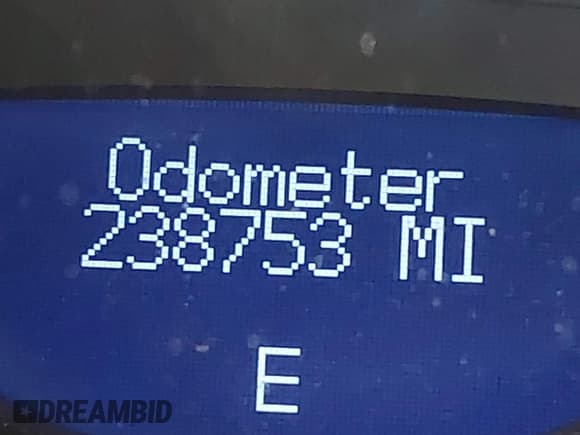 Odometer
238753 MI
E
DREAMBID